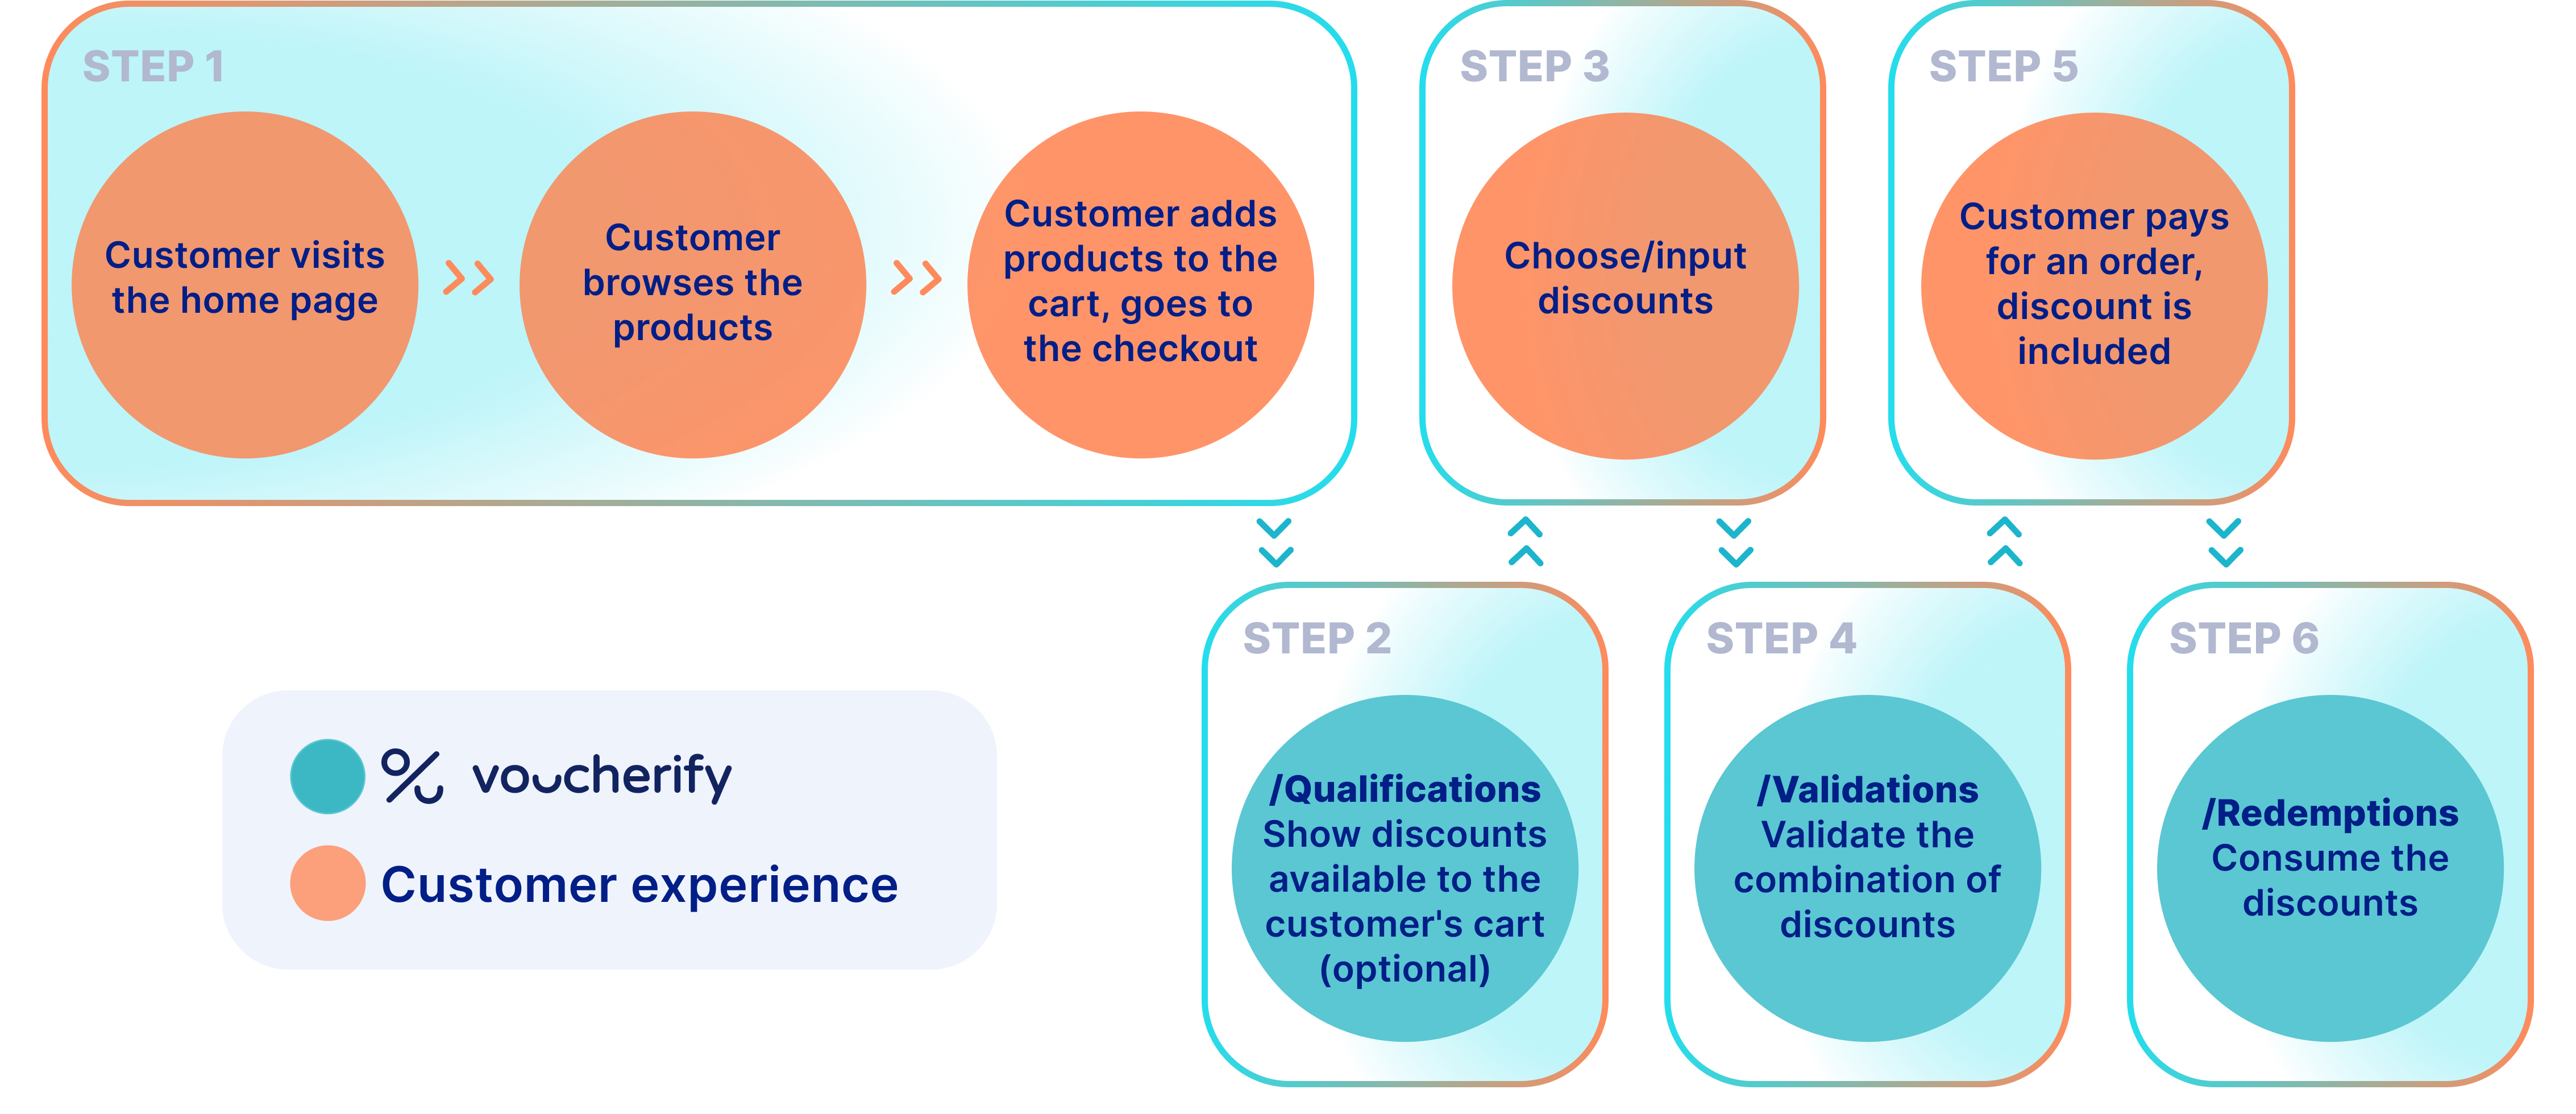 STEP 1
Customer visits
the home page
Customer
browses the
products
Customer adds
products to the
cart, goes to
the checkout
STEP 2
/Qualifications
Show discounts
available to the
customer's cart
(optional)
STEP 3
Choose/input
discounts
STEP 4
/Validations
Validate the
combination of
discounts
STEP 5
Customer pays
for an order,
discount is
included
STEP 6
/Redemptions
Consume the
discounts
voucherify
Customer experience